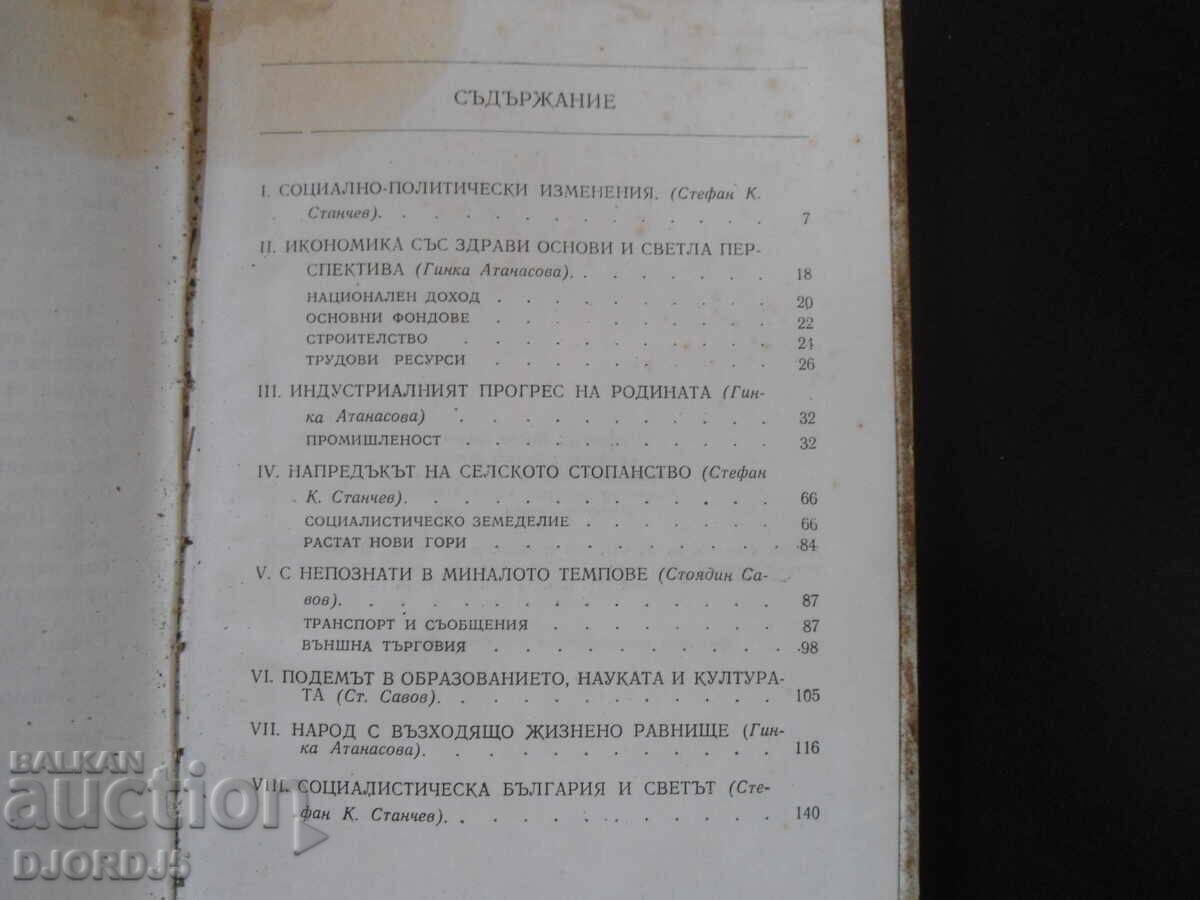 СЪДЪРЖАНИЕ
I. СОЦИАЛНО-ПОЛИТИЧЕСКИ ИЗМЕНЕНИЯ. (Стефан К.
Станчев). . . . . . . . . . . . . . 7
II. ИКОНОМИКА СЪС ЗДРАВИ ОСНОВИ И СВЕТЛА ПЕР-
СПЕКТИВА (Гинка Атанасова). . . . . . . . 18
НАЦИОНАЛЕН ДОХОД . . . . . . . . . . . 20
ОСНОВНИ ФОНДОВЕ . . . . . . . . . . . 22
СТРОИТЕЛСТВО . . . . . . . . . . . . 24
ТРУДОВИ РЕСУРСИ . . . . . . . . . . . 26
III. ИНДУСТРИАЛНИЯТ ПРОГРЕС НА РОДИНАТА (Гин-
ка Атанасова) . . . . . . . . . . . . 32
ПРОМИШЛЕНОСТ . . . . . . . . . . . . 32
IV. НАПРЕДЪКЪТ НА СЕЛСКОТО СТОПАНСТВО (Стефан
К. Станчев). . . . . . . . . . . . . 66
СОЦИАЛИСТИЧЕСКО ЗЕМЕДЕЛИЕ . . . . . . . 66
РАСТАТ НОВИ ГОРИ . . . . . . . . . . . 84
V. С НЕПОЗНАТИ В МИНАЛОТО ТЕМПОВЕ (Стоядин Са-
вов). . . . . . . . . . . . . . . 87
ТРАНСПОРТ И СЪОБЩЕНИЯ . . . . . . . . 87
ВЪНШНА ТЪРГОВИЯ . . . . . . . . . . . 98
VI. ПОДЕМЪТ В ОБРАЗОВАНИЕТО, НАУКАТА И КУЛТУРА-
ТА (Ст. Савов). . . . . . . . . . . . 105
VII. НАРОД С ВЪЗХОДЯЩО ЖИЗНЕНО РАВНИЩЕ (Гин-
ка Атанасова). . . . . . . . . . . . 116
VIII. СОЦИАЛИСТИЧЕСКА БЪЛГАРИЯ И СВЕТЪТ (Сте-
фан К. Станчев). . . . . . . . . . . 140
BALKAN
auction
DJORDJ5